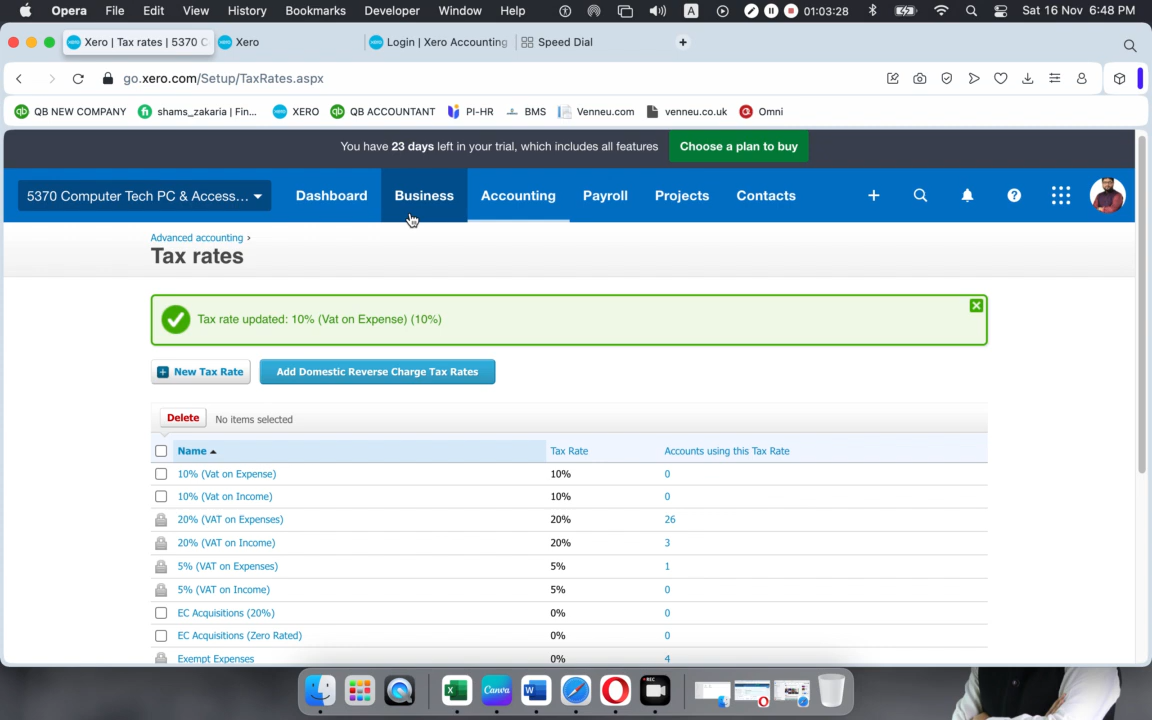 Opera File Edit View History Bookmarks Developer Window Help A 01:03:28 Sat 16 Nov 6:48 PM
xero Xero | Tax rates | 5370 C xero Xero xero Login | Xero Accounting Speed Dial +
go.xero.com/Setup/TaxRates.aspx
qb QB NEW COMPANY shams_zakaria | Fin... xero XERO qb QB ACCOUNTANT PI-HR BMS Venneu.com venneu.co.uk Omni
You have 23 days left in your trial, which includes all features Choose a plan to buy
5370 Computer Tech PC & Access... Dashboard Business Accounting Payroll Projects Contacts + ?
Advanced accounting ›
Tax rates
Tax rate updated: 10% (Vat on Expense) (10%)
New Tax Rate Add Domestic Reverse Charge Tax Rates
Delete No items selected
Name Tax Rate Accounts using this Tax Rate
10% (Vat on Expense) 10% 0
10% (Vat on Income) 10% 0
20% (VAT on Expenses) 20% 26
20% (VAT on Income) 20% 3
5% (VAT on Expenses) 5% 1
5% (VAT on Income) 5% 0
EC Acquisitions (20%) 0% 0
EC Acquisitions (Zero Rated) 0% 0
Exempt Expenses 0% 4
X Canva W REC